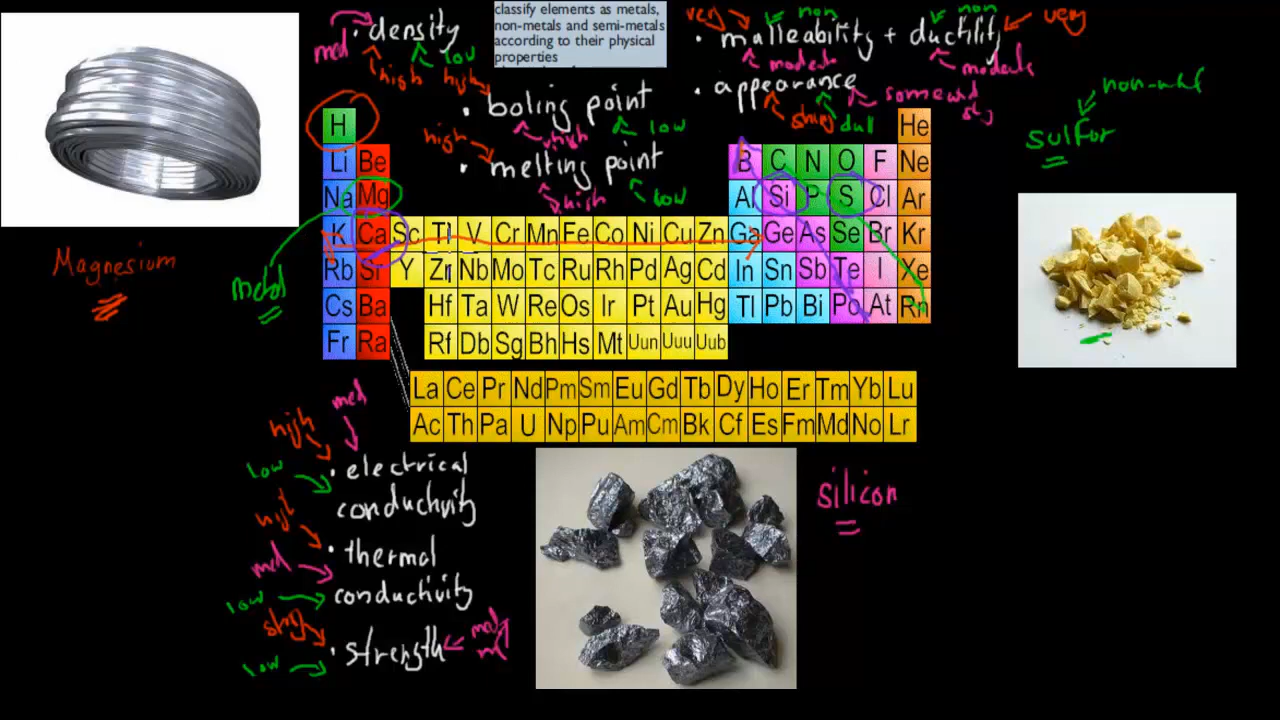 classify elements as metals,
non-metals and semi-metals
according to their physical
properties
med • density
high low
very non non very
• malleability + ductility
moderate
• appearance
shiny dull
high
• boling point
high low
high
• melting point
high low
non-metal
sulfur
Magnesium
metal
H He
Li Be B C N O F Ne
Na Mg Al Si P S Cl Ar
K Ca Sc V Cr Mn Fe Co Ni Cu Zn Ga Ge As Se Br Kr
Rb Sr Y Zr Nb Mo Tc Ru Rh Pd Ag Cd In Sn Sb Te I Xe
Cs Ba Hf Ta W Re Os Ir Pt Au Hg Tl Pb Bi Po At Rn
Fr Ra Rf Db Sg Bh Hs Mt Uun Uuu Uub
La Ce Pr Nd Pm Sm Eu Gd Tb Dy Ho Er Tm Yb Lu
Ac Th Pa U Np Pu Am Cm Bk Cf Es Fm Md No Lr
med
high
low • electrical
conductivity
• thermal
med
low conductivity
• strength
low
silicon